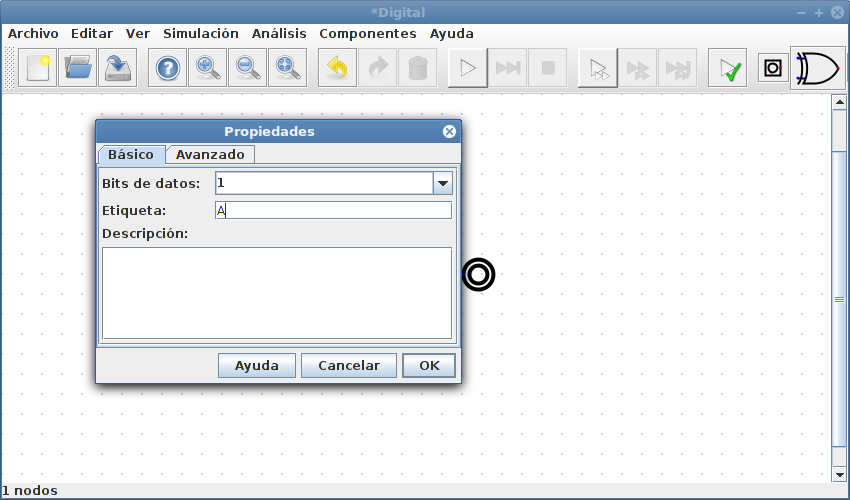 *Digital
Archivo Editar Ver Simulación Análisis Componentes Ayuda
Propiedades
Básico Avanzado
Bits de datos: 1
Etiqueta: A
Descripción:
Ayuda Cancelar OK
1 nodos